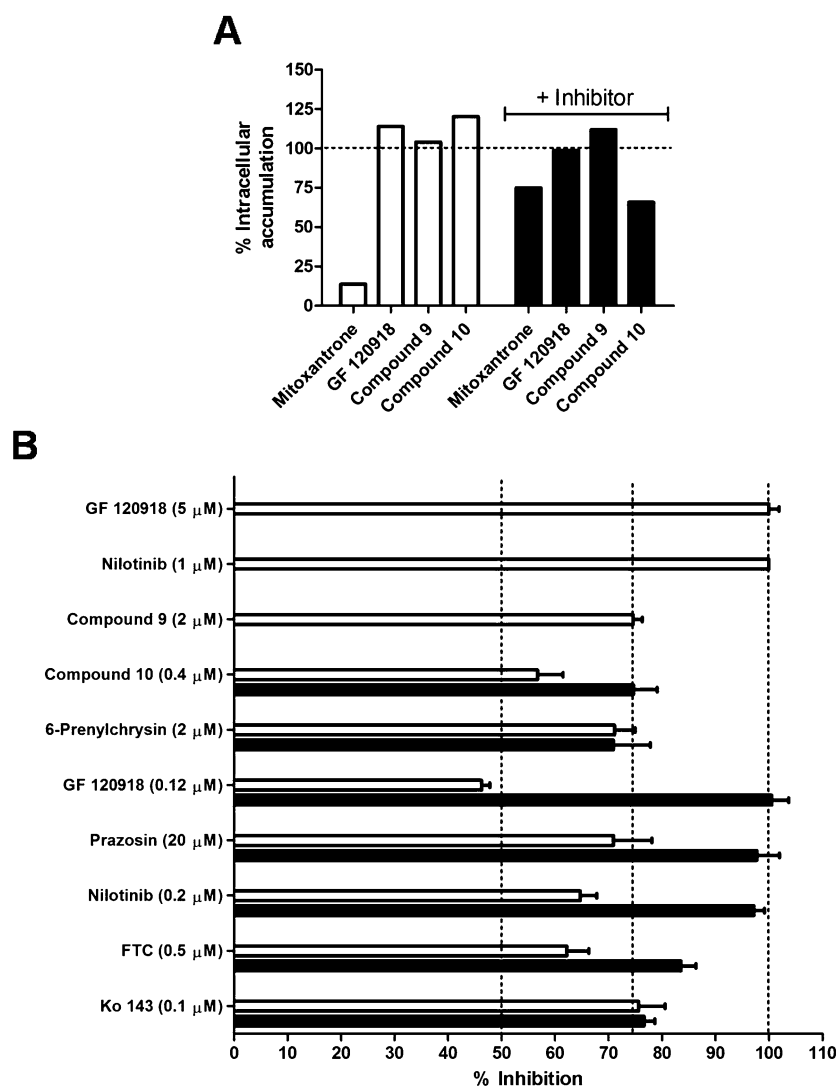 A
150
125
100
75
50
25
0
% Intracellular
accumulation
+ Inhibitor
Mitoxantrone
GF 120918
Compound 9
Compound 10
Mitoxantrone
GF 120918
Compound 9
Compound 10
B
GF 120918 (5 μM)
Nilotinib (1 μM)
Compound 9 (2 μM)
Compound 10 (0.4 μM)
6-Prenylchrysin (2 μM)
GF 120918 (0.12 μM)
Prazosin (20 μM)
Nilotinib (0.2 μM)
FTC (0.5 μM)
Ko 143 (0.1 μM)
0 10 20 30 40 50 60 70 80 90 100 110
% Inhibition